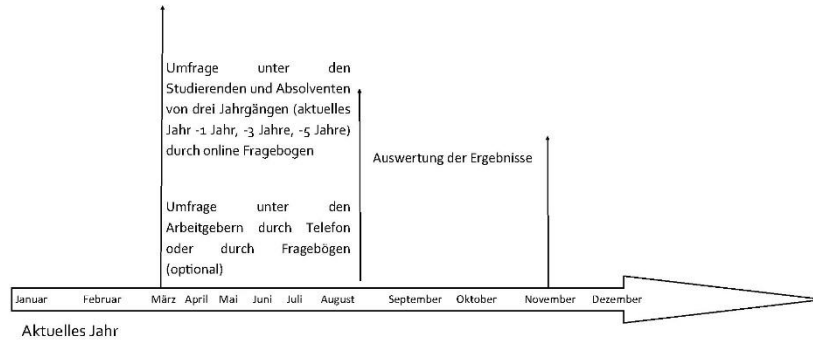 Umfrage unter den
Studierenden und Absolventen
von drei Jahrgängen (aktuelles
Jahr -1 Jahr, -3 Jahre, -5 Jahre)
durch online Fragebogen
Auswertung der Ergebnisse
Umfrage unter den
Arbeitgebern durch Telefon
oder durch Fragebögen
(optional)
Januar Februar März April Mai Juni Juli August September Oktober November Dezember
Aktuelles Jahr